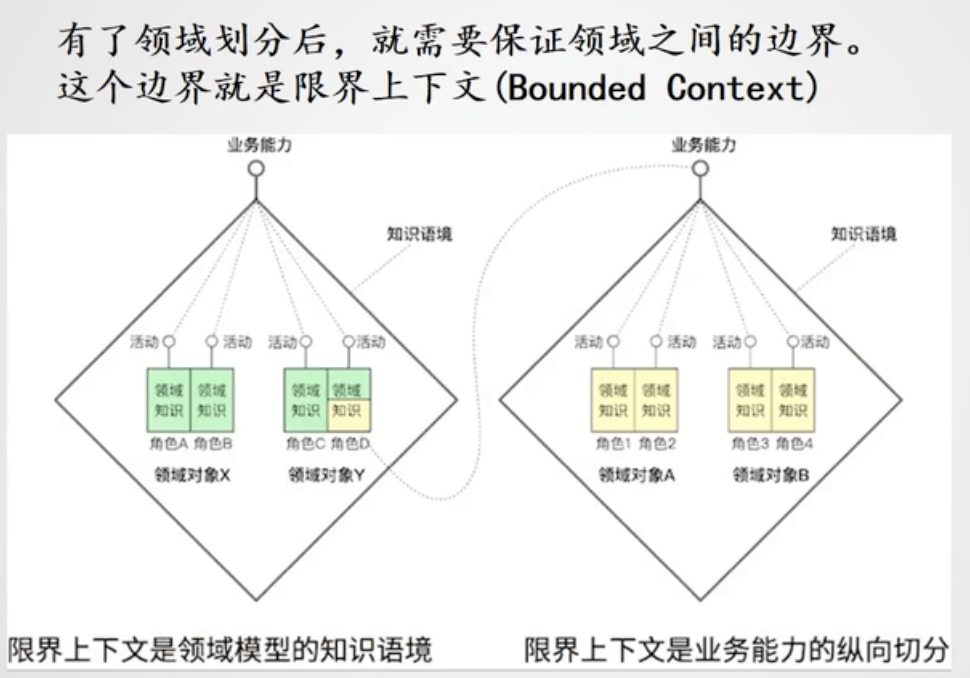 有了领域划分后，就需要保证领域之间的边界。
这个边界就是限界上下文(Bounded Context)
业务能力
业务能力
知识语境
知识语境
活动 活动 活动 活动
活动 活动 活动 活动
领域 领域 领域 领域
知识 知识 知识 知识
领域 领域 领域 领域
知识 知识 知识 知识
角色A 角色B 角色C 角色D
角色1 角色2 角色3 角色4
领域对象X 领域对象Y
领域对象A 领域对象B
限界上下文是领域模型的知识语境
限界上下文是业务能力的纵向切分